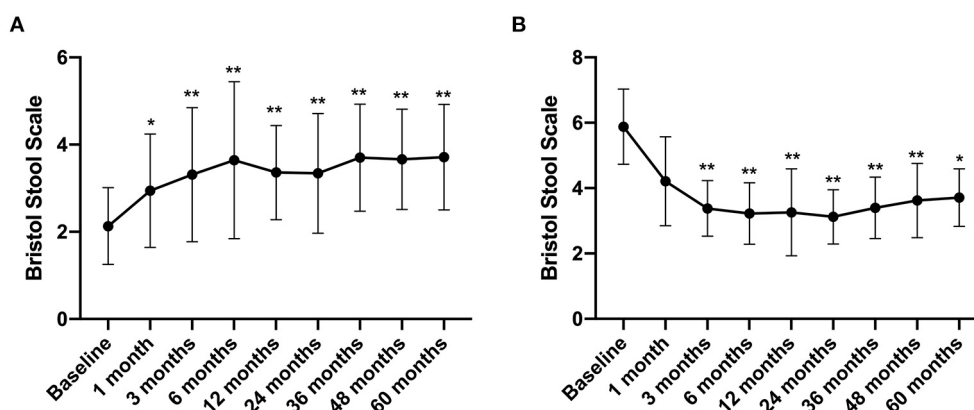 A
Bristol Stool Scale
6
4
2
0
* ** ** ** ** ** ** **
Baseline
1 month
3 months
6 months
12 months
24 months
36 months
48 months
60 months
B
Bristol Stool Scale
8
6
4
2
0
** ** ** ** ** ** *
Baseline
1 month
3 months
6 months
12 months
24 months
36 months
48 months
60 months